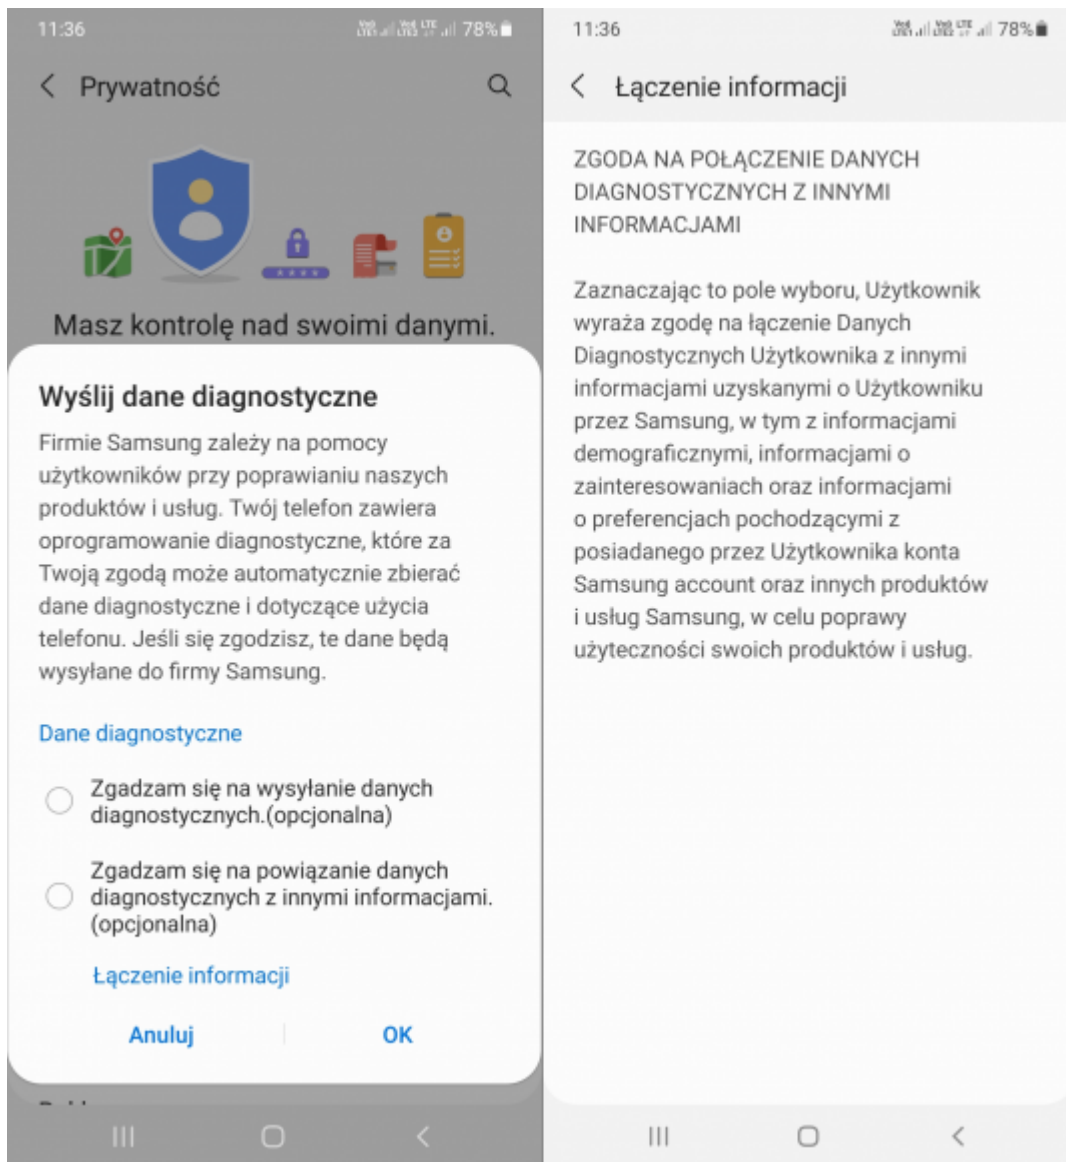 11:36
78%
Prywatność
Masz kontrolę nad swoimi danymi.
Wyślij dane diagnostyczne
Firmie Samsung zależy na pomocy
użytkowników przy poprawianiu naszych
produktów i usług. Twój telefon zawiera
oprogramowanie diagnostyczne, które za
Twoją zgodą może automatycznie zbierać
dane diagnostyczne i dotyczące użycia
telefonu. Jeśli się zgodzisz, te dane będą
wysyłane do firmy Samsung.
Dane diagnostyczne
Zgadzam się na wysyłanie danych
diagnostycznych.(opcjonalna)
Zgadzam się na powiązanie danych
diagnostycznych z innymi informacjami.
(opcjonalna)
Łączenie informacji
Anuluj OK
11:36
78%
Łączenie informacji
ZGODA NA POŁĄCZENIE DANYCH
DIAGNOSTYCZNYCH Z INNYMI
INFORMACJAMI
Zaznaczając to pole wyboru, Użytkownik
wyraża zgodę na łączenie Danych
Diagnostycznych Użytkownika z innymi
informacjami uzyskanymi o Użytkowniku
przez Samsung, w tym z informacjami
demograficznymi, informacjami o
zainteresowaniach oraz informacjami
o preferencjach pochodzącymi z
posiadanego przez Użytkownika konta
Samsung account oraz innych produktów
i usług Samsung, w celu poprawy
użyteczności swoich produktów i usług.